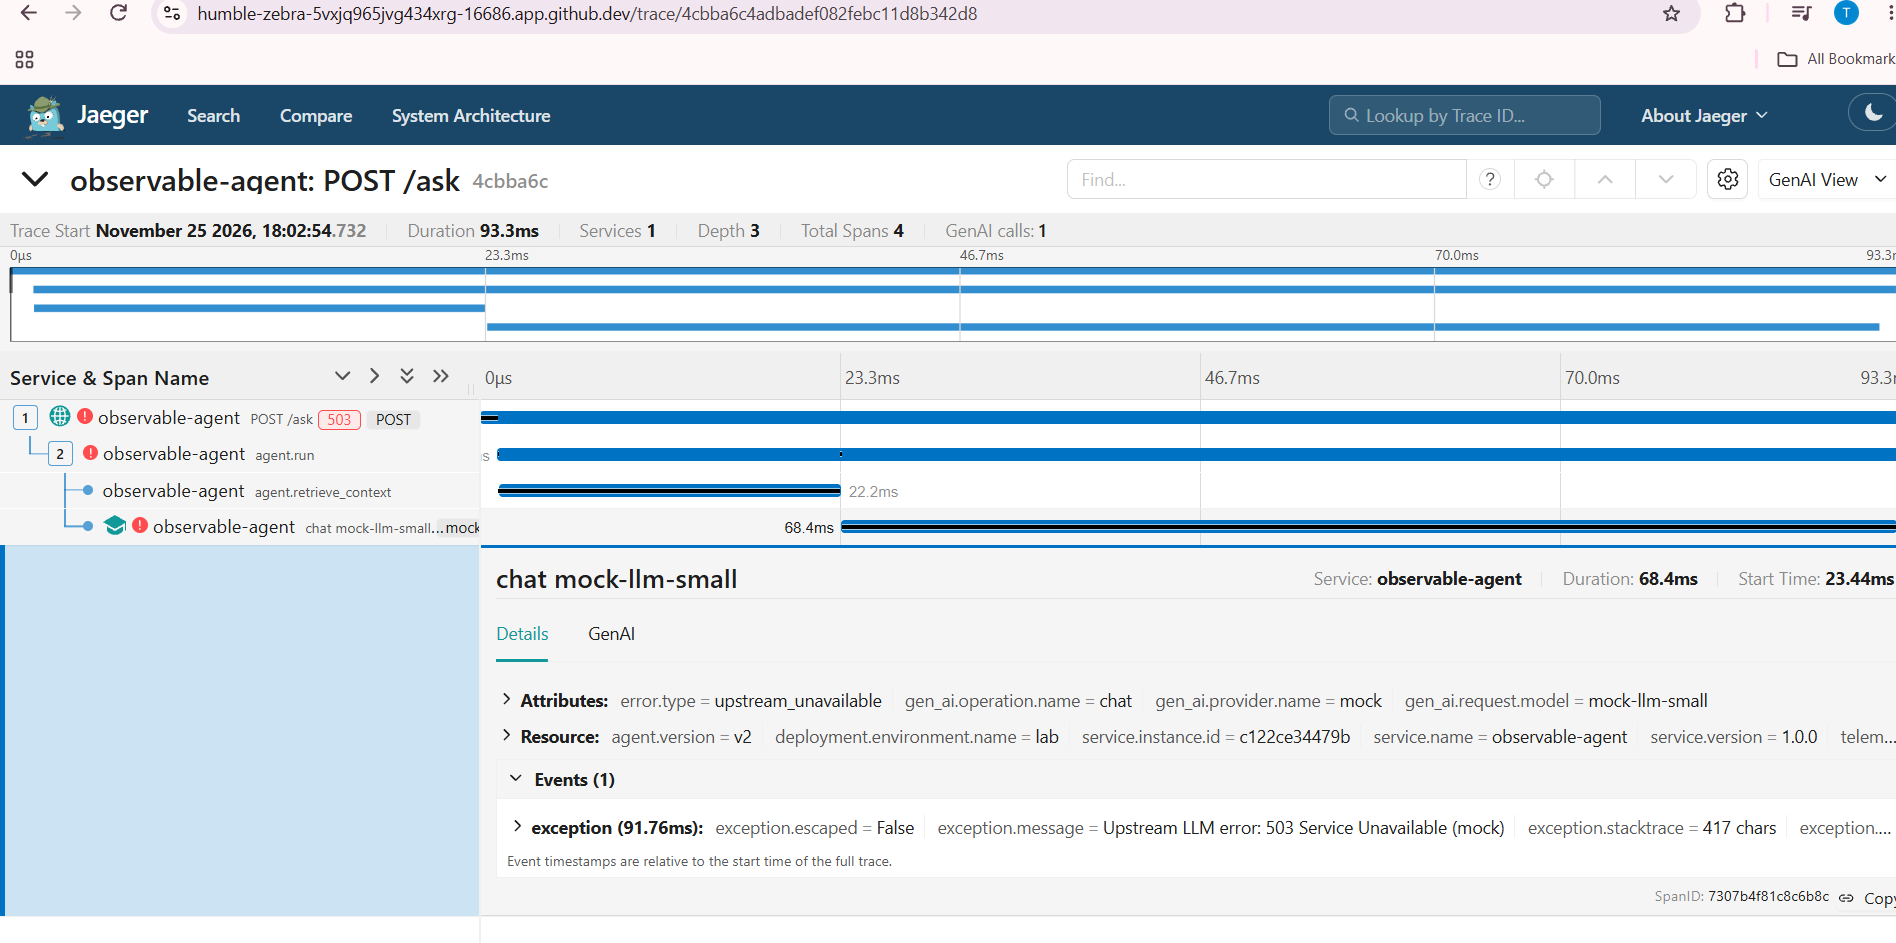 humble-zebra-5vxjq965jvg434xrg-16686.app.github.dev/trace/4cbba6c4adbadef082febc11d8b342d8
T
All Bookmark
Jaeger Search Compare System Architecture Lookup by Trace ID... About Jaeger
observable-agent: POST /ask 4cbba6c Find... ? GenAI View
Trace Start November 25 2026, 18:02:54.732 Duration 93.3ms Services 1 Depth 3 Total Spans 4 GenAI calls: 1
0µs 23.3ms 46.7ms 70.0ms 93.3m
Service & Span Name 0µs 23.3ms 46.7ms 70.0ms 93.3m
1 observable-agent POST /ask 503 POST
2 observable-agent agent.run s
observable-agent agent.retrieve_context 22.2ms
observable-agent chat mock-llm-small... mock 68.4ms
chat mock-llm-small Service: observable-agent Duration: 68.4ms Start Time: 23.44ms
Details GenAI
Attributes: error.type = upstream_unavailable gen_ai.operation.name = chat gen_ai.provider.name = mock gen_ai.request.model = mock-llm-small
Resource: agent.version = v2 deployment.environment.name = lab service.instance.id = c122ce34479b service.name = observable-agent service.version = 1.0.0 telem...
Events (1)
exception (91.76ms): exception.escaped = False exception.message = Upstream LLM error: 503 Service Unavailable (mock) exception.stacktrace = 417 chars exception....
Event timestamps are relative to the start time of the full trace.
SpanID: 7307b4f81c8c6b8c Copy